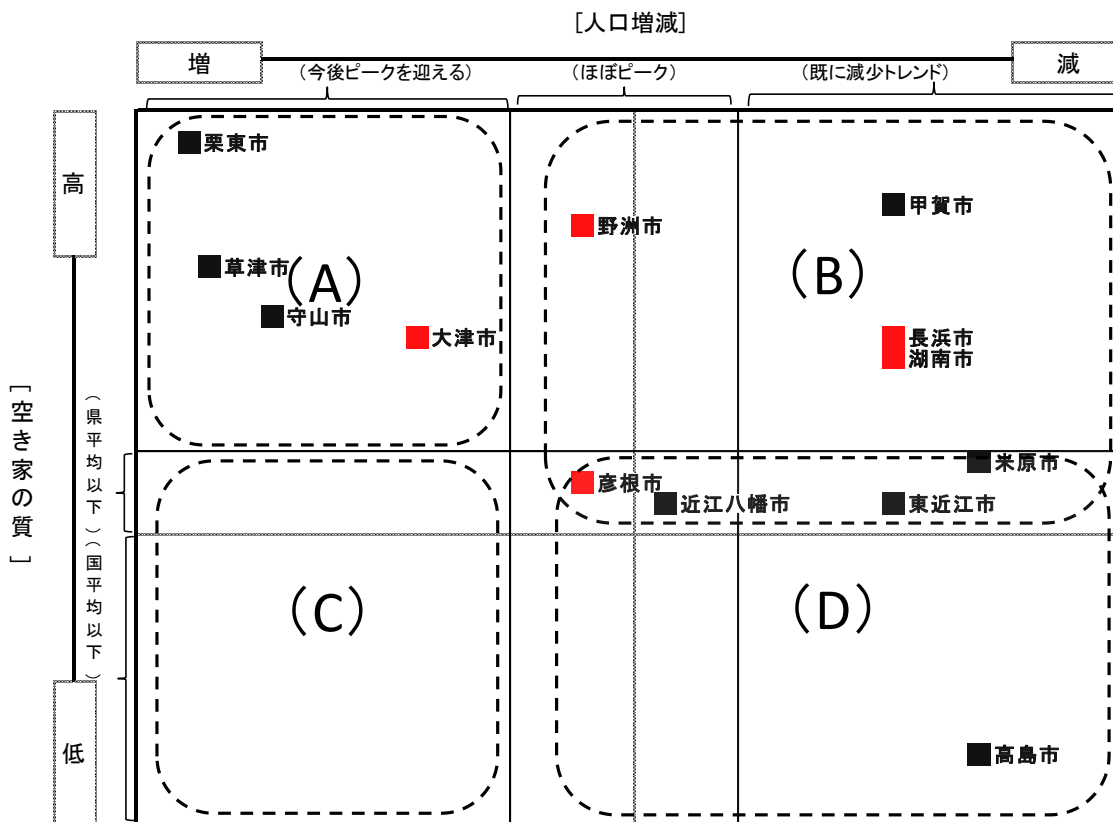 [人口増減]
増
減
（今後ピークを迎える）
（ほぼピーク）
（既に減少トレンド）
高
栗東市
甲賀市
野洲市
草津市
（A）
（B）
守山市
大津市
長浜市
湖南市
[空き家の質]
（県平均以下）
米原市
彦根市
近江八幡市
東近江市
（国平均以下）
（C）
（D）
低
高島市